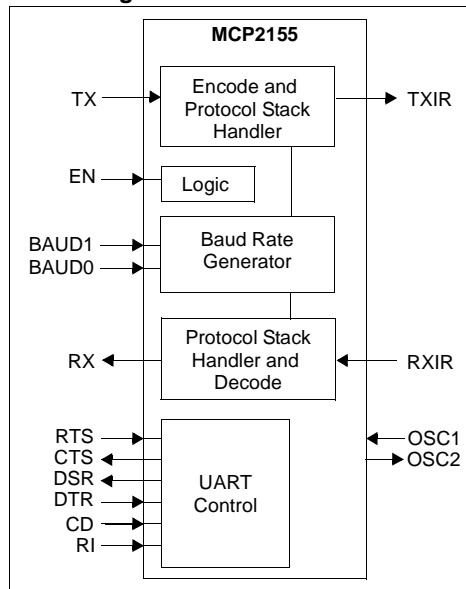 MCP2155
TX
Encode and
Protocol Stack
Handler
TXIR
EN
Logic
BAUD1
BAUD0
Baud Rate
Generator
RX
Protocol Stack
Handler and
Decode
RXIR
RTS
CTS
DSR
DTR
CD
RI
UART
Control
OSC1
OSC2